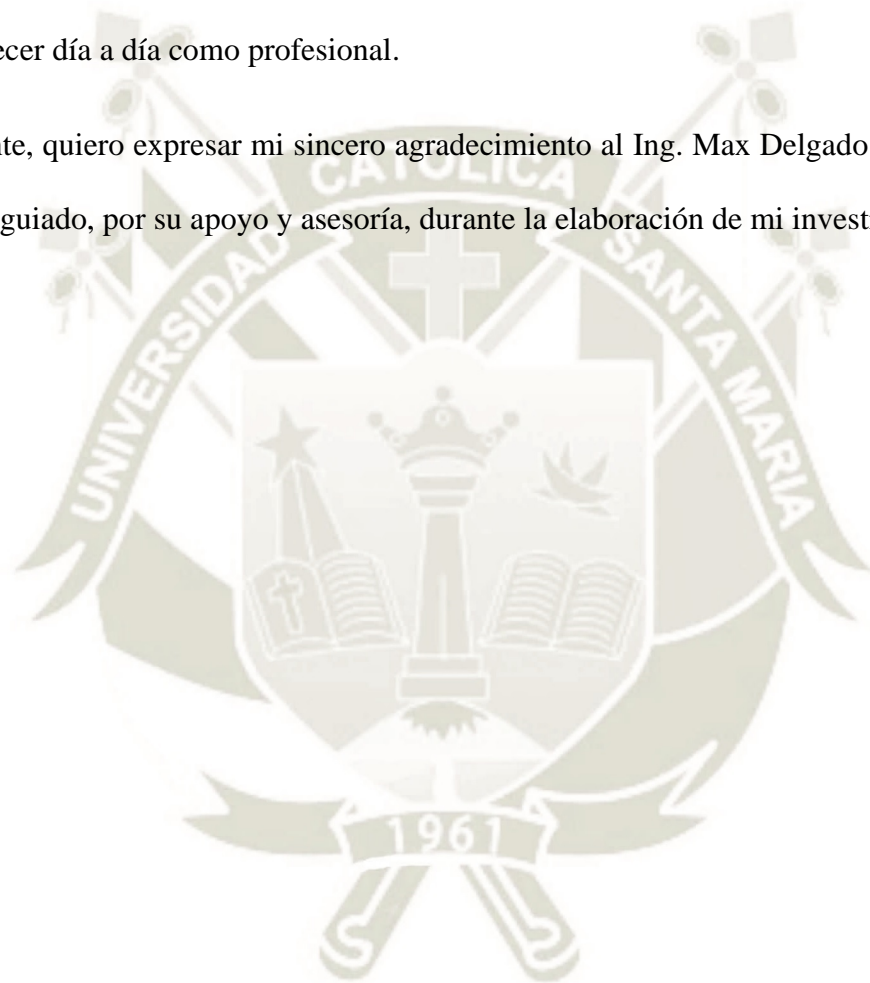 ecer día a día como profesional.
nte, quiero expresar mi sincero agradecimiento al Ing. Max Delgado
guiado, por su apoyo y asesoría, durante la elaboración de mi invest
UNIVERSIDAD CATOLICA SANTA MARIA
1961